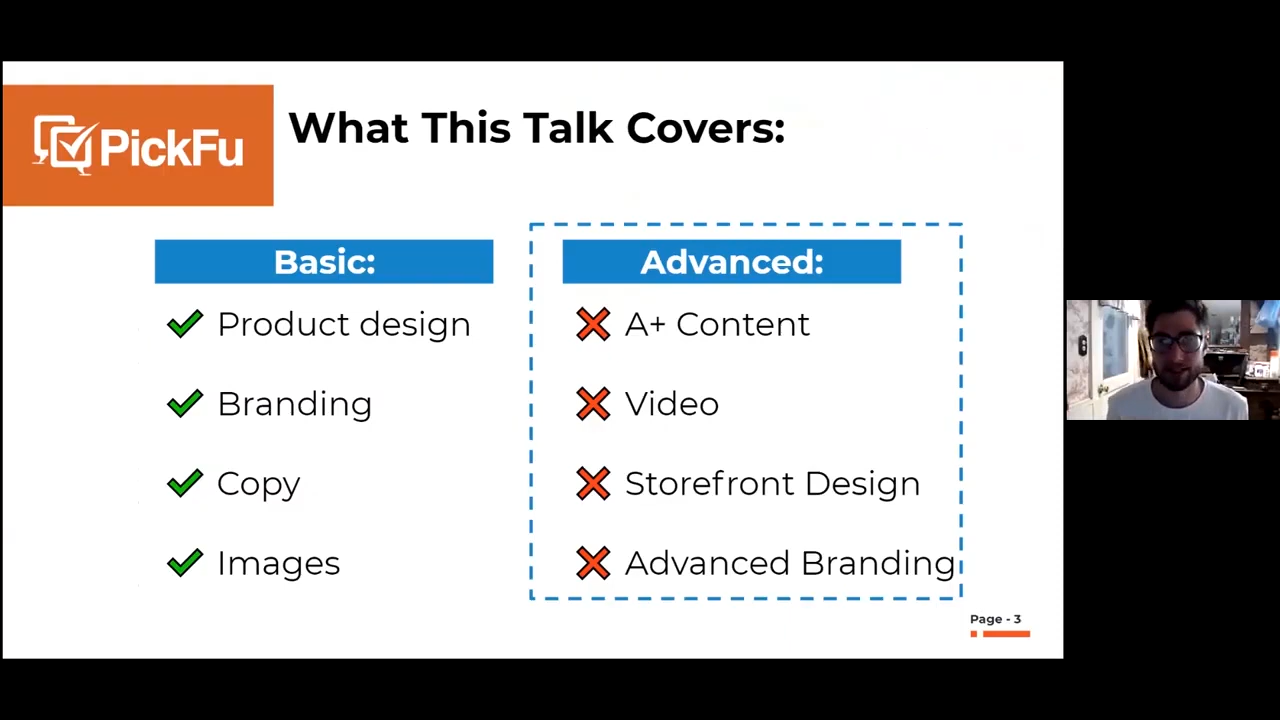 PickFu
What This Talk Covers:
Basic:
Product design
Branding
Copy
Images
Advanced:
A+ Content
Video
Storefront Design
Advanced Branding
Page - 3